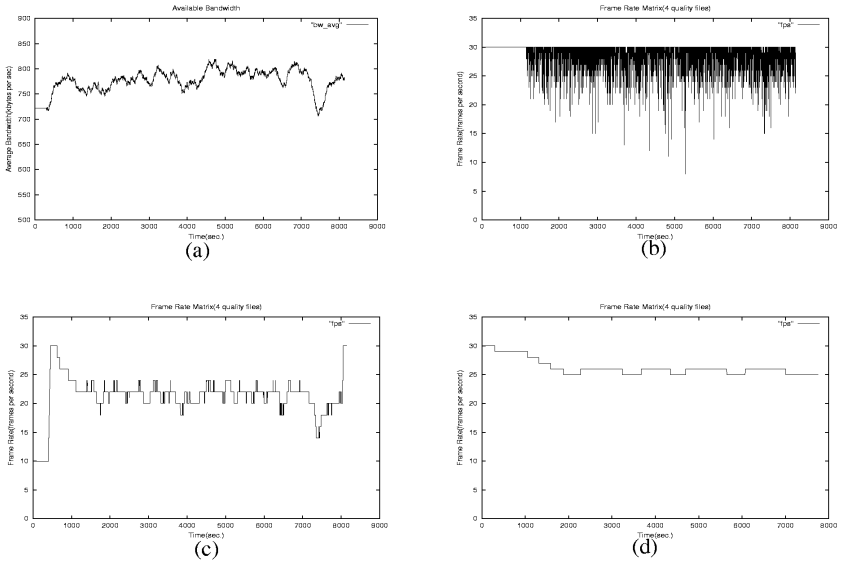 Available Bandwidth
"bw_avg"
900
850
800
750
700
650
600
550
500
Average Bandwidth(kbytes per sec)
0 1000 2000 3000 4000 5000 6000 7000 8000 9000
Time(sec.)
(a)
Frame Rate Matrix(4 quality files)
"fps"
35
30
25
20
15
10
5
0
Frame Rate(frames per second)
0 1000 2000 3000 4000 5000 6000 7000 8000 9000
Time(sec.)
(b)
Frame Rate Matrix(4 quality files)
"fps"
35
30
25
20
15
10
5
0
Frame Rate(frames per second)
0 1000 2000 3000 4000 5000 6000 7000 8000 9000
Time(sec.)
(c)
Frame Rate Matrix(4 quality files)
"fps"
35
30
25
20
15
10
5
0
Frame Rate(frames per second)
0 1000 2000 3000 4000 5000 6000 7000 8000
Time(sec.)
(d)